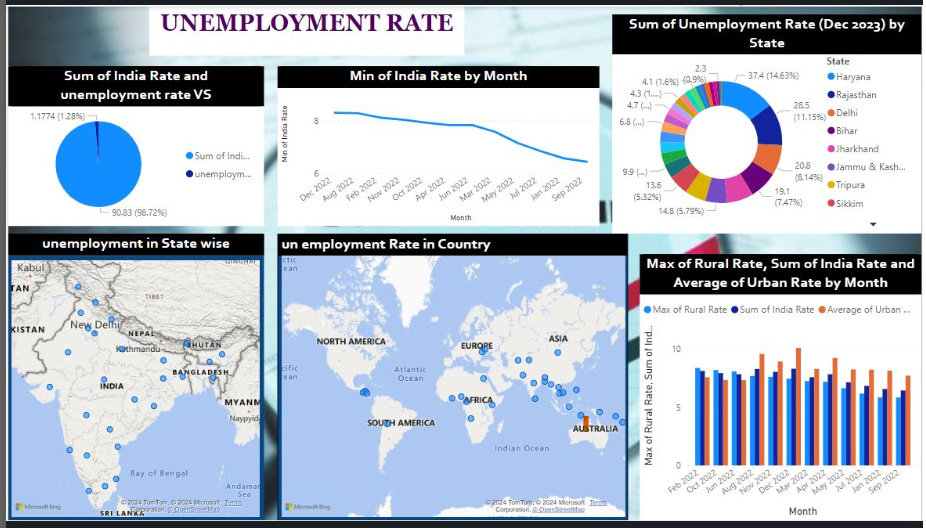 UNEMPLOYMENT RATE
Sum of India Rate and
unemployment rate VS
1.1774 (1.28%)
Sum of Indi...
unemploym...
90.83 (98.72%)
Min of India Rate by Month
Min of India Rate
8
6
Dec 2022
Aug 2022
Feb 2022
Nov 2022
Oct 2022
Apr 2022
Jun 2022
Mar 2022
May 2022
Jul 2022
Jan 2022
Sep 2022
Month
Sum of Unemployment Rate (Dec 2023) by
State
2.3
(0.9%)
4.1 (1.6%)
4.3 (1....)
4.7 (...)
6.8 (...)
9.9 (...)
13.6
(5.32%)
14.8 (5.79%)
19.1
(7.47%)
20.8
(8.14%)
28.5
(11.15%)
37.4 (14.63%)
State
Haryana
Rajasthan
Delhi
Bihar
Jharkhand
Jammu & Kash...
Tripura
Sikkim
unemployment in State wise
Kabul
TAN
TIBET
KISTAN
New Delhi
NEPAL
Kathmandu
BHUTAN
BANGLADESH
INDIA
MYANM
Naypyid
Bay of Bengal
Andaman
Sea
SRI LANKA
Microsoft Bing
© 2024 TomTom, © 2024 Microsoft Terms
Corporation, © OpenStreetMap
un employment Rate in Country
ctic
ean
NORTH AMERICA
EUROPE
ASIA
cific
ean
Atlantic
Ocean
AFRICA
SOUTH AMERICA
AUSTRALIA
Indian Ocean
Microsoft Bing
© 2024 TomTom, © 2024 Microsoft Terms
Corporation, © OpenStreetMap
Max of Rural Rate, Sum of India Rate and
Average of Urban Rate by Month
Max of Rural Rate
Sum of India Rate
Average of Urban ...
Max of Rural Rate, Sum of Ind...
10
5
0
Feb 2022
Oct 2022
Jun 2022
Aug 2022
Nov 2022
Dec 2022
Mar 2022
Apr 2022
May 2022
Jul 2022
Jan 2022
Sep 2022
Month